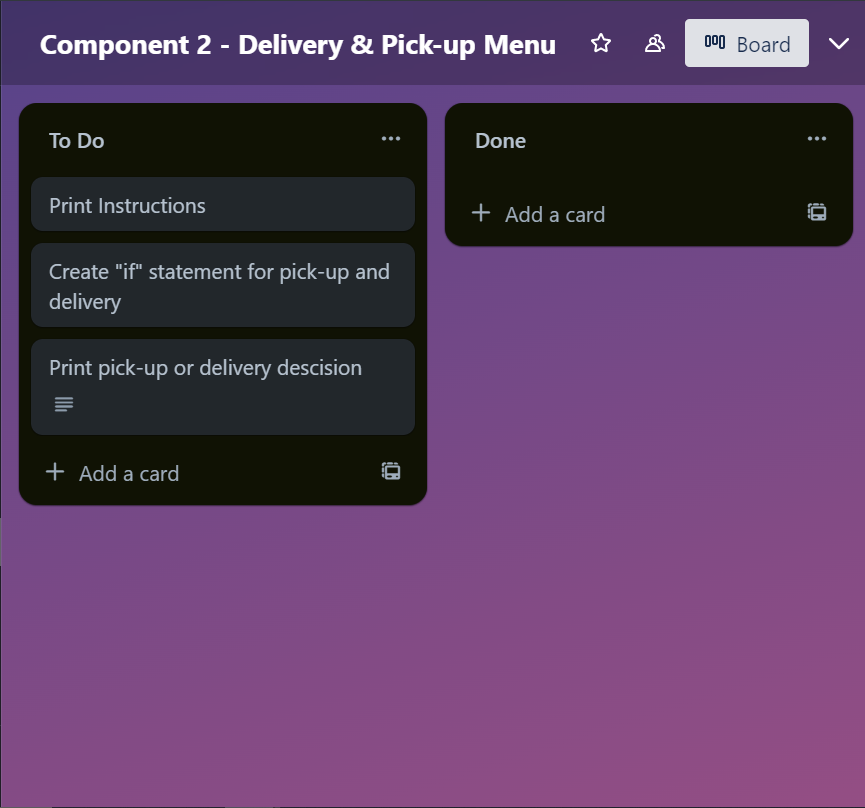 Component 2 - Delivery & Pick-up Menu
Board
To Do
Print Instructions
Create "if" statement for pick-up and
delivery
Print pick-up or delivery descision
Add a card
Done
Add a card